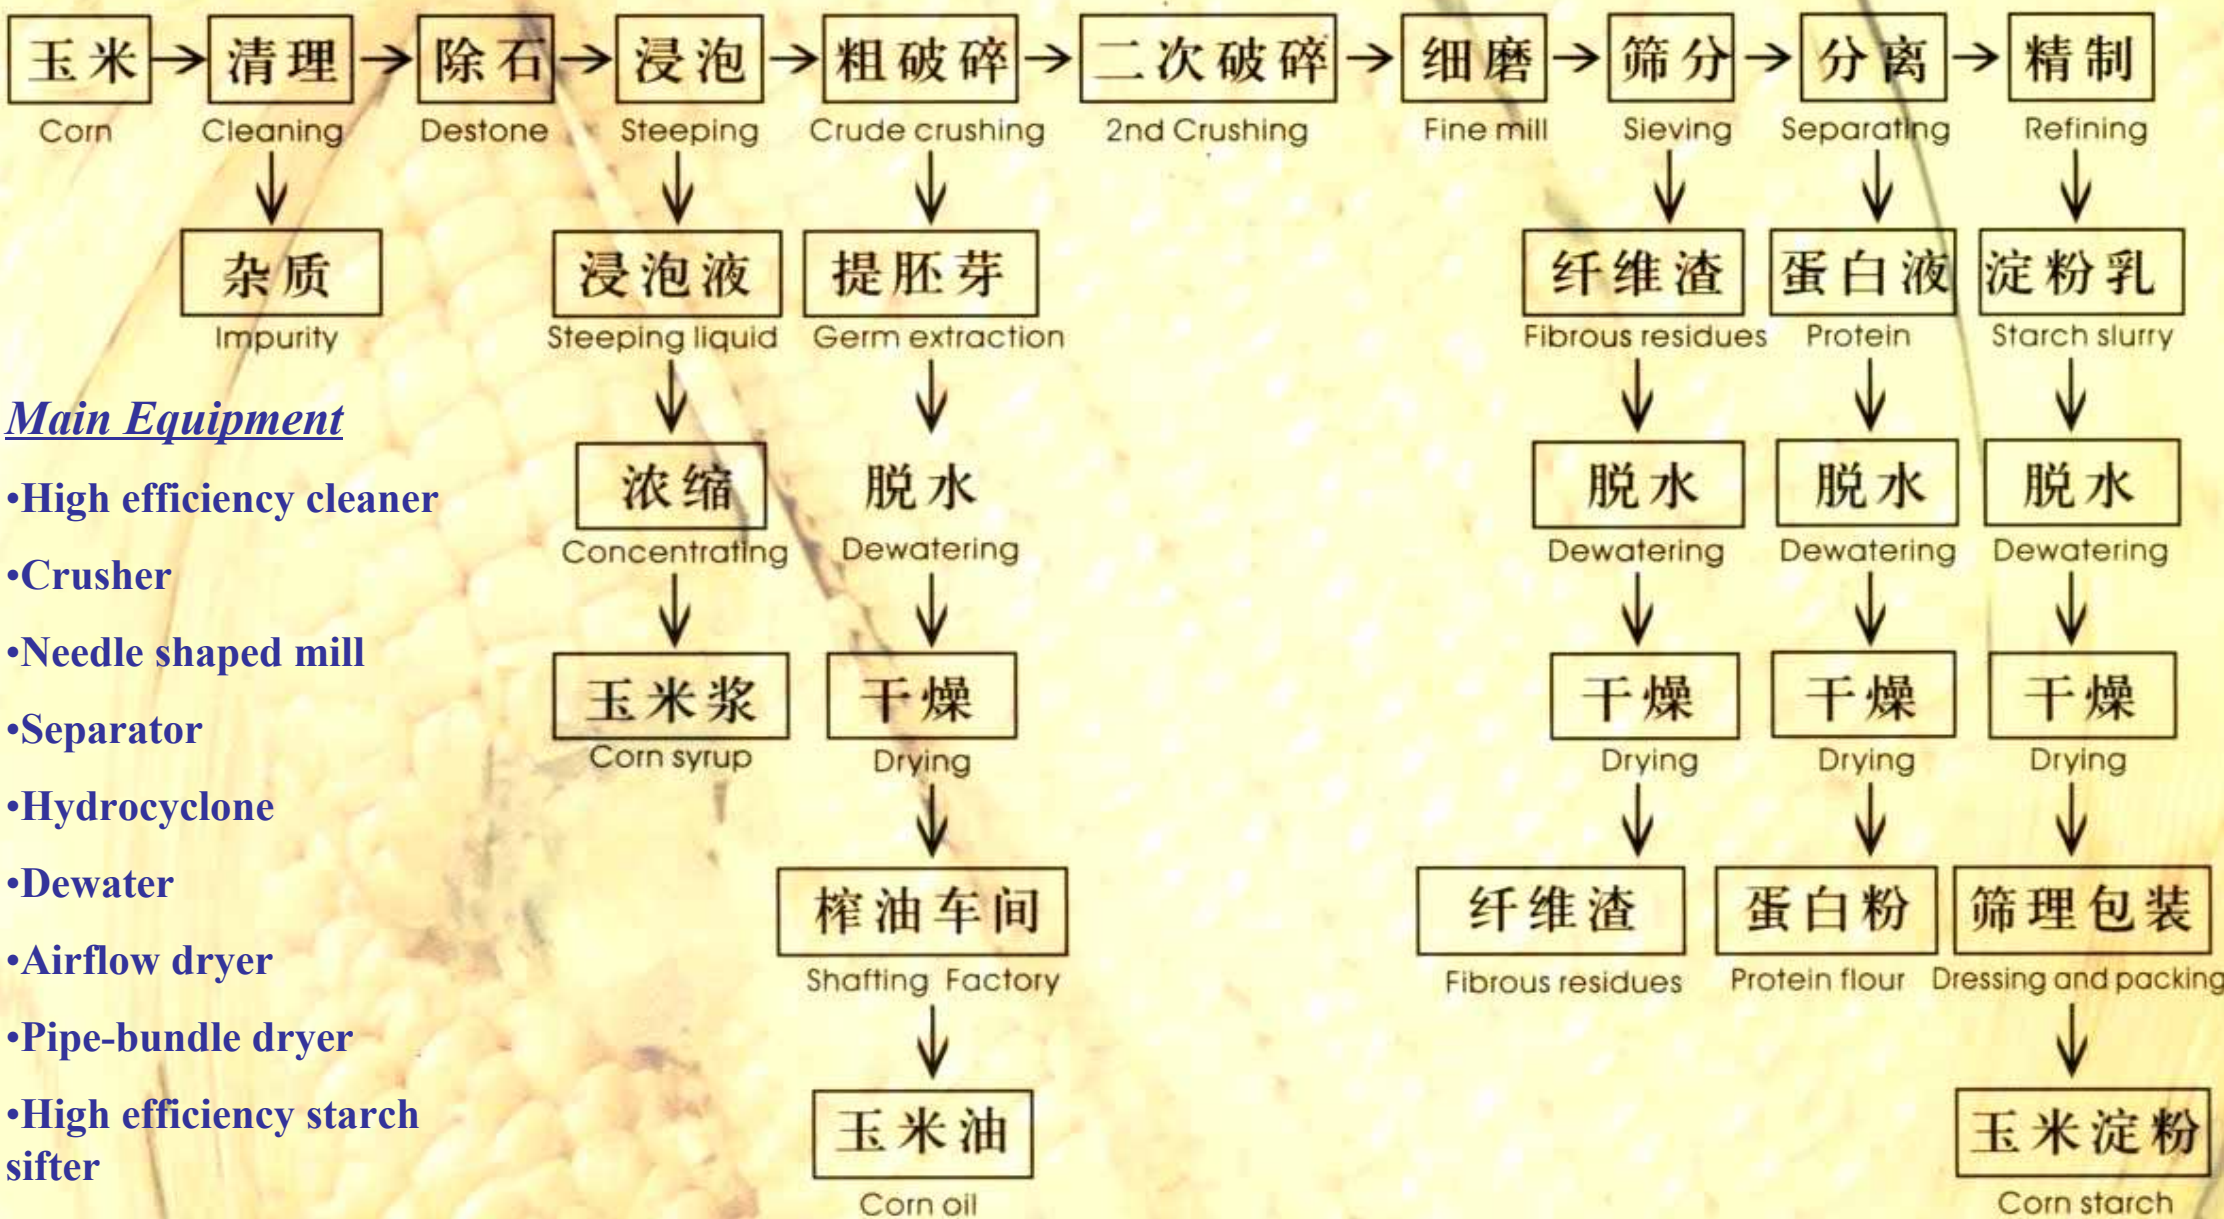 玉米 → 清理 → 除石 → 浸泡 → 粗破碎 → 二次破碎 → 细磨 → 筛分 → 分离 → 精制
Corn Cleaning Destone Steeping Crude crushing 2nd Crushing Fine mill Sieving Separating Refining
杂质 浸泡液 提胚芽 纤维渣 蛋白液 淀粉乳
Impurity Steeping liquid Germ extraction Fibrous residues Protein Starch slurry
Main Equipment
•High efficiency cleaner
•Crusher
•Needle shaped mill
•Separator
•Hydrocyclone
•Dewater
•Airflow dryer
•Pipe-bundle dryer
•High efficiency starch
sifter
浓缩 脱水 脱水 脱水 脱水
Concentrating Dewatering Dewatering Dewatering Dewatering
玉米浆 干燥 干燥 干燥 干燥
Corn syrup Drying Drying Drying Drying
榨油车间 纤维渣 蛋白粉 筛理包装
Shafting Factory Fibrous residues Protein flour Dressing and packing
玉米油 玉米淀粉
Corn oil Corn starch